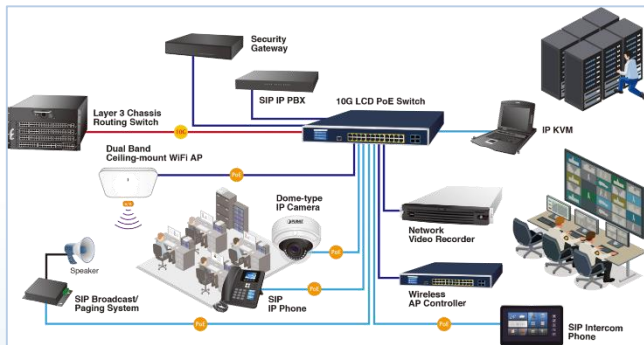 Security
Gateway
SIP IP PBX
10G LCD PoE Switch
Layer 3 Chassis
Routing Switch
10G
IP KVM
Dual Band
Ceiling-mount WiFi AP
PoE
Dome-type
IP Camera
PLANET
PoE
Network
Video Recorder
Speaker
SIP Broadcast/
Paging System
SIP
IP Phone
PoE
PoE
Wireless
AP Controller
PoE
SIP Intercom
Phone